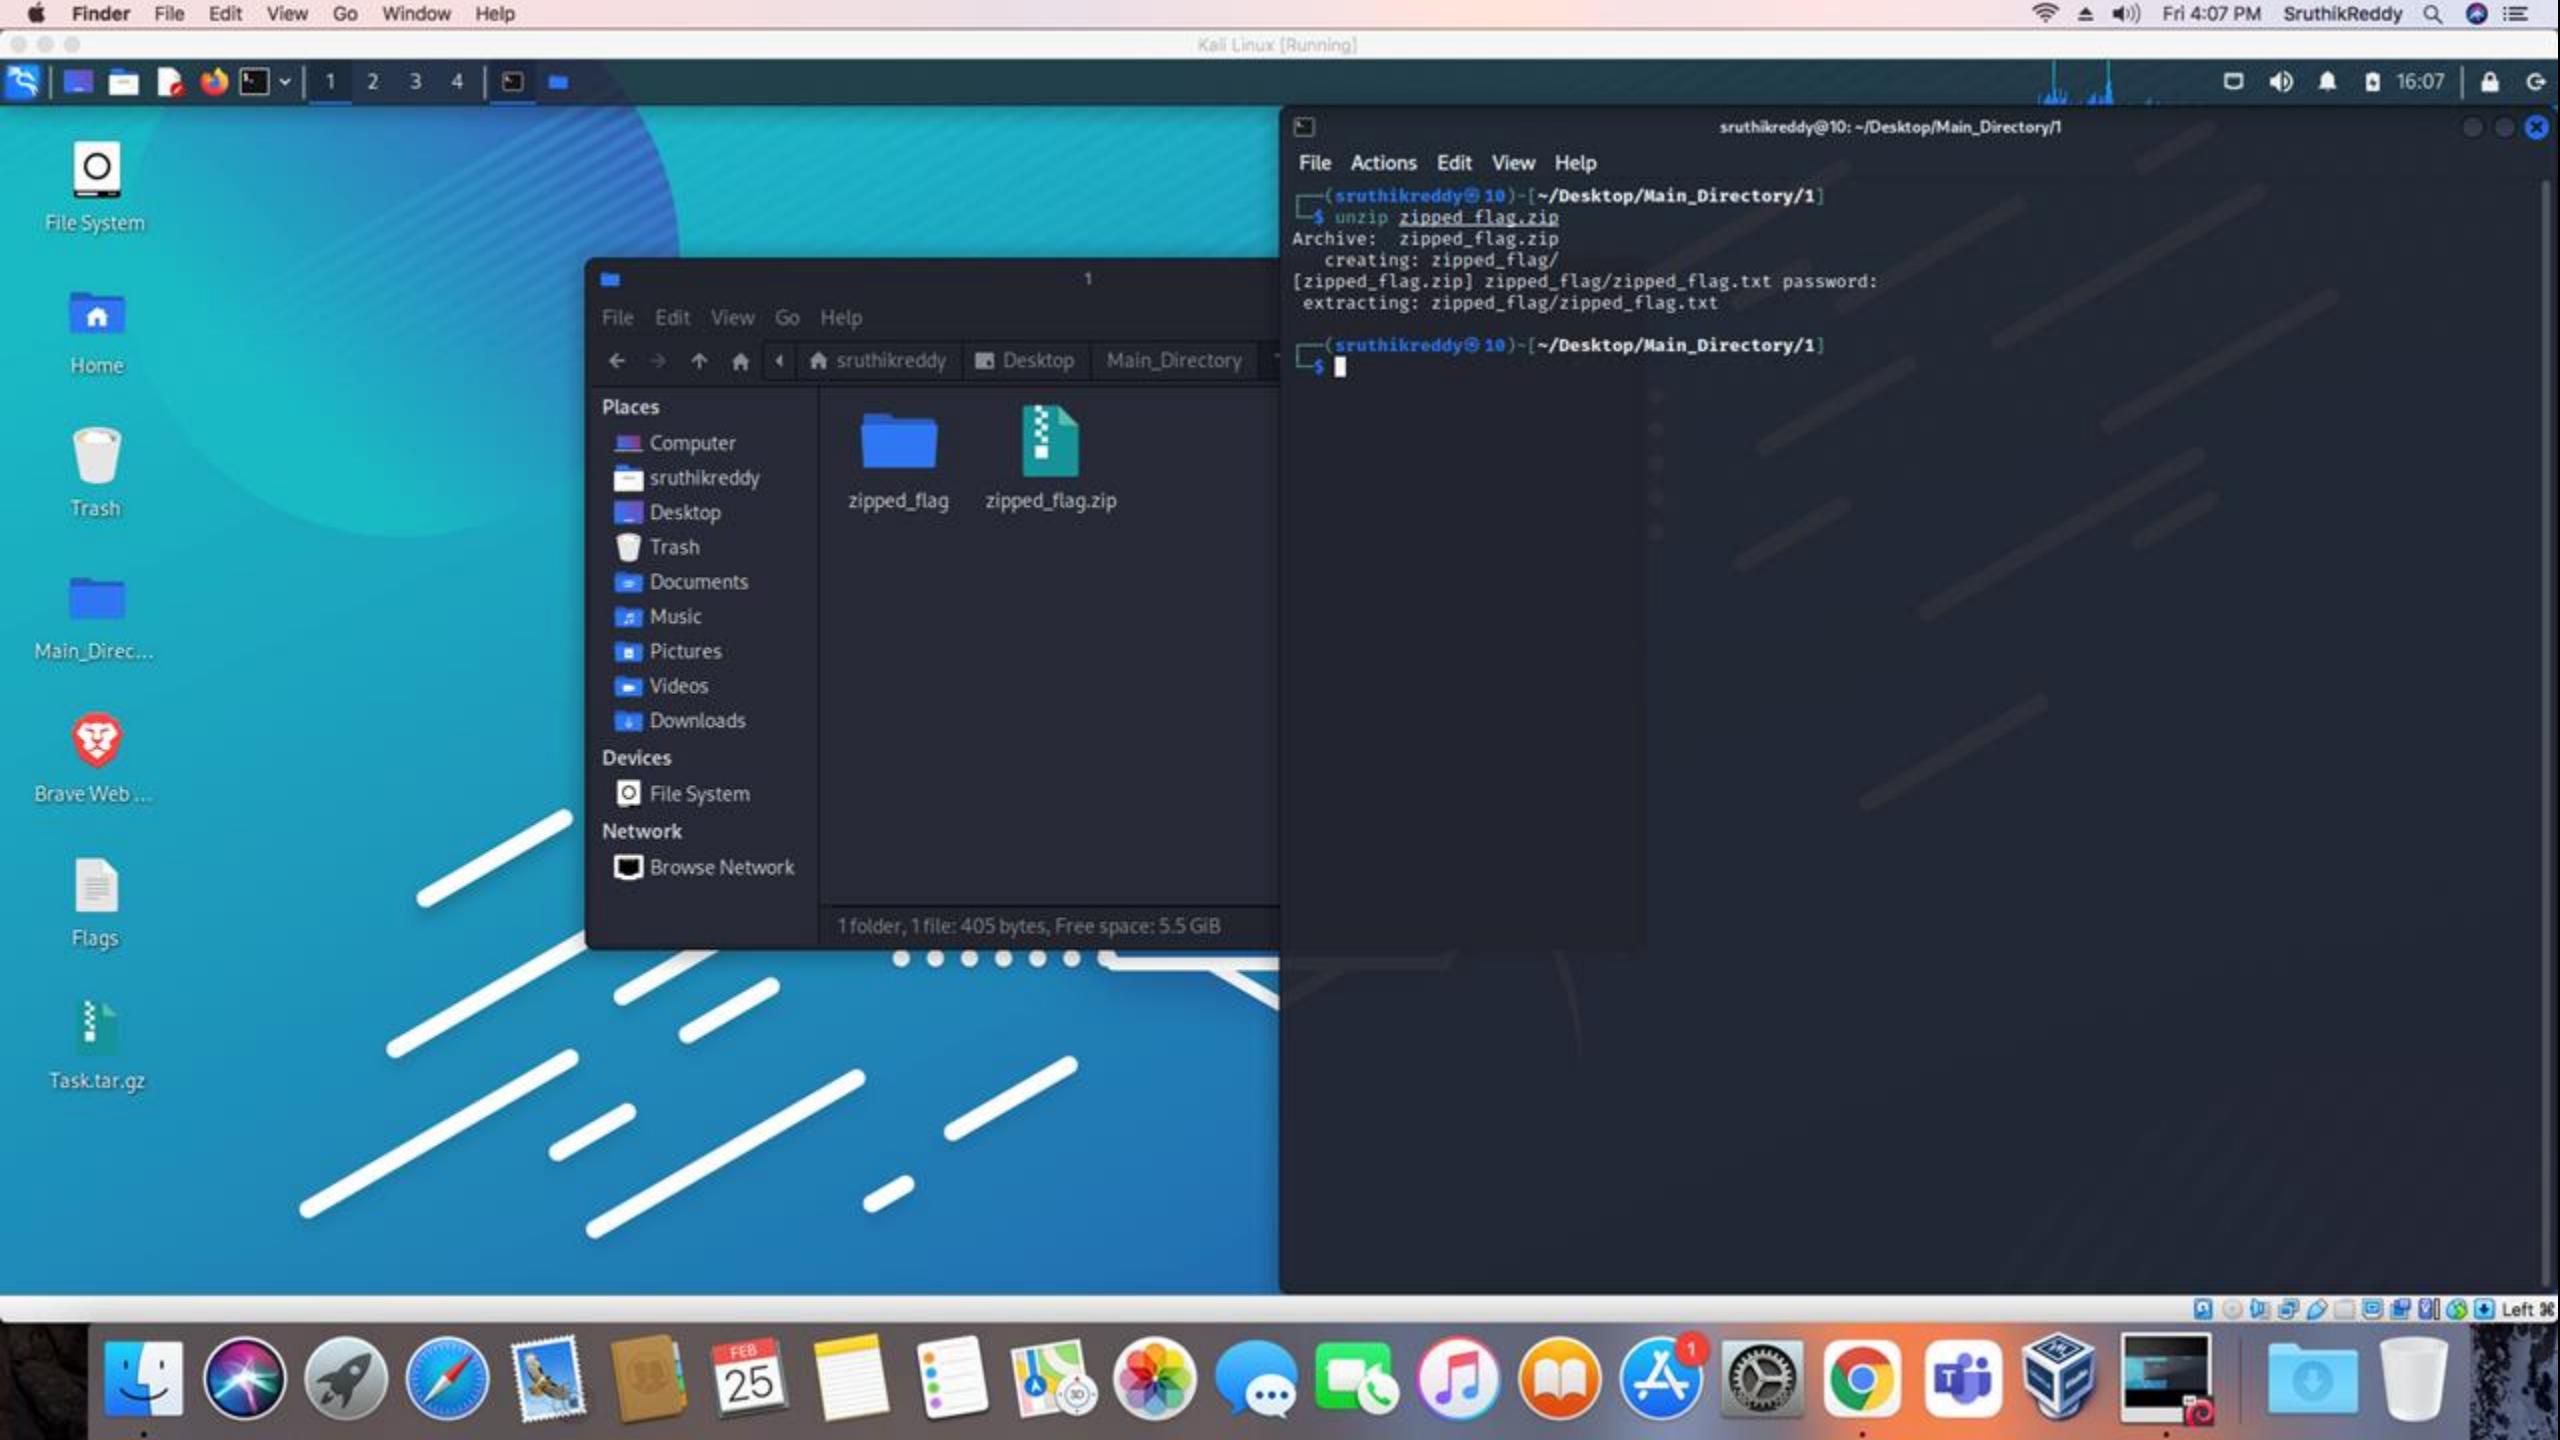 Finder File Edit View Go Window Help
Fri 4:07 PM SruthikReddy
Kali Linux [Running]
1 2 3 4
16:07
File System
Home
Trash
Main_Direc...
Brave Web ...
Flags
Task.tar.gz
1
File Edit View Go Help
sruthikreddy Desktop Main_Directory
Places
Computer
sruthikreddy
Desktop
Trash
Documents
Music
Pictures
Videos
Downloads
Devices
File System
Network
Browse Network
zipped_flag
zipped_flag.zip
1 folder, 1 file: 405 bytes, Free space: 5.5 GiB
sruthikreddy@10: ~/Desktop/Main_Directory/1
File Actions Edit View Help
┌──(sruthikreddy㉿10)-[~/Desktop/Main_Directory/1]
└─$ unzip zipped_flag.zip
Archive:  zipped_flag.zip
   creating: zipped_flag/
[zipped_flag.zip] zipped_flag/zipped_flag.txt password:
 extracting: zipped_flag/zipped_flag.txt
┌──(sruthikreddy㉿10)-[~/Desktop/Main_Directory/1]
└─$
Left ⌘
FEB
25
3D
1